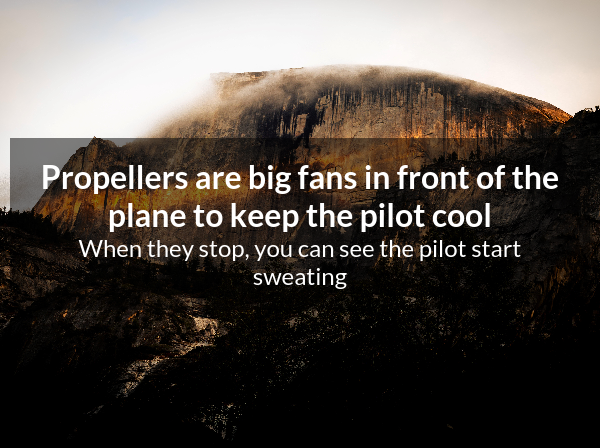 Propellers are big fans in front of the
plane to keep the pilot cool
When they stop, you can see the pilot start
sweating